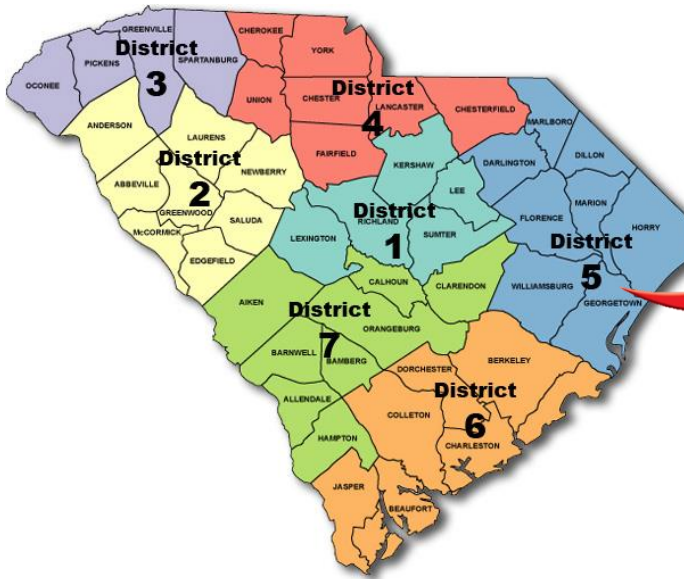 GREENVILLE
CHEROKEE
YORK
PICKENS
District
SPARTANBURG
3
OCONEE
UNION
CHESTER
District
LANCASTER
4
CHESTERFIELD
MARLBORO
ANDERSON
LAURENS
FAIRFIELD
KERSHAW
DARLINGTON
DILLON
District
NEWBERRY
2
ABBEVILLE
GREENWOOD
LEE
MARION
SALUDA
District
RICHLAND
1
FLORENCE
HORRY
McCORMICK
LEXINGTON
SUMTER
District
5
EDGEFIELD
CALHOUN
CLARENDON
WILLIAMSBURG
GEORGETOWN
AIKEN
District
7
ORANGEBURG
BARNWELL
BAMBERG
DORCHESTER
BERKELEY
ALLENDALE
District
6
COLLETON
HAMPTON
CHARLESTON
JASPER
BEAUFORT